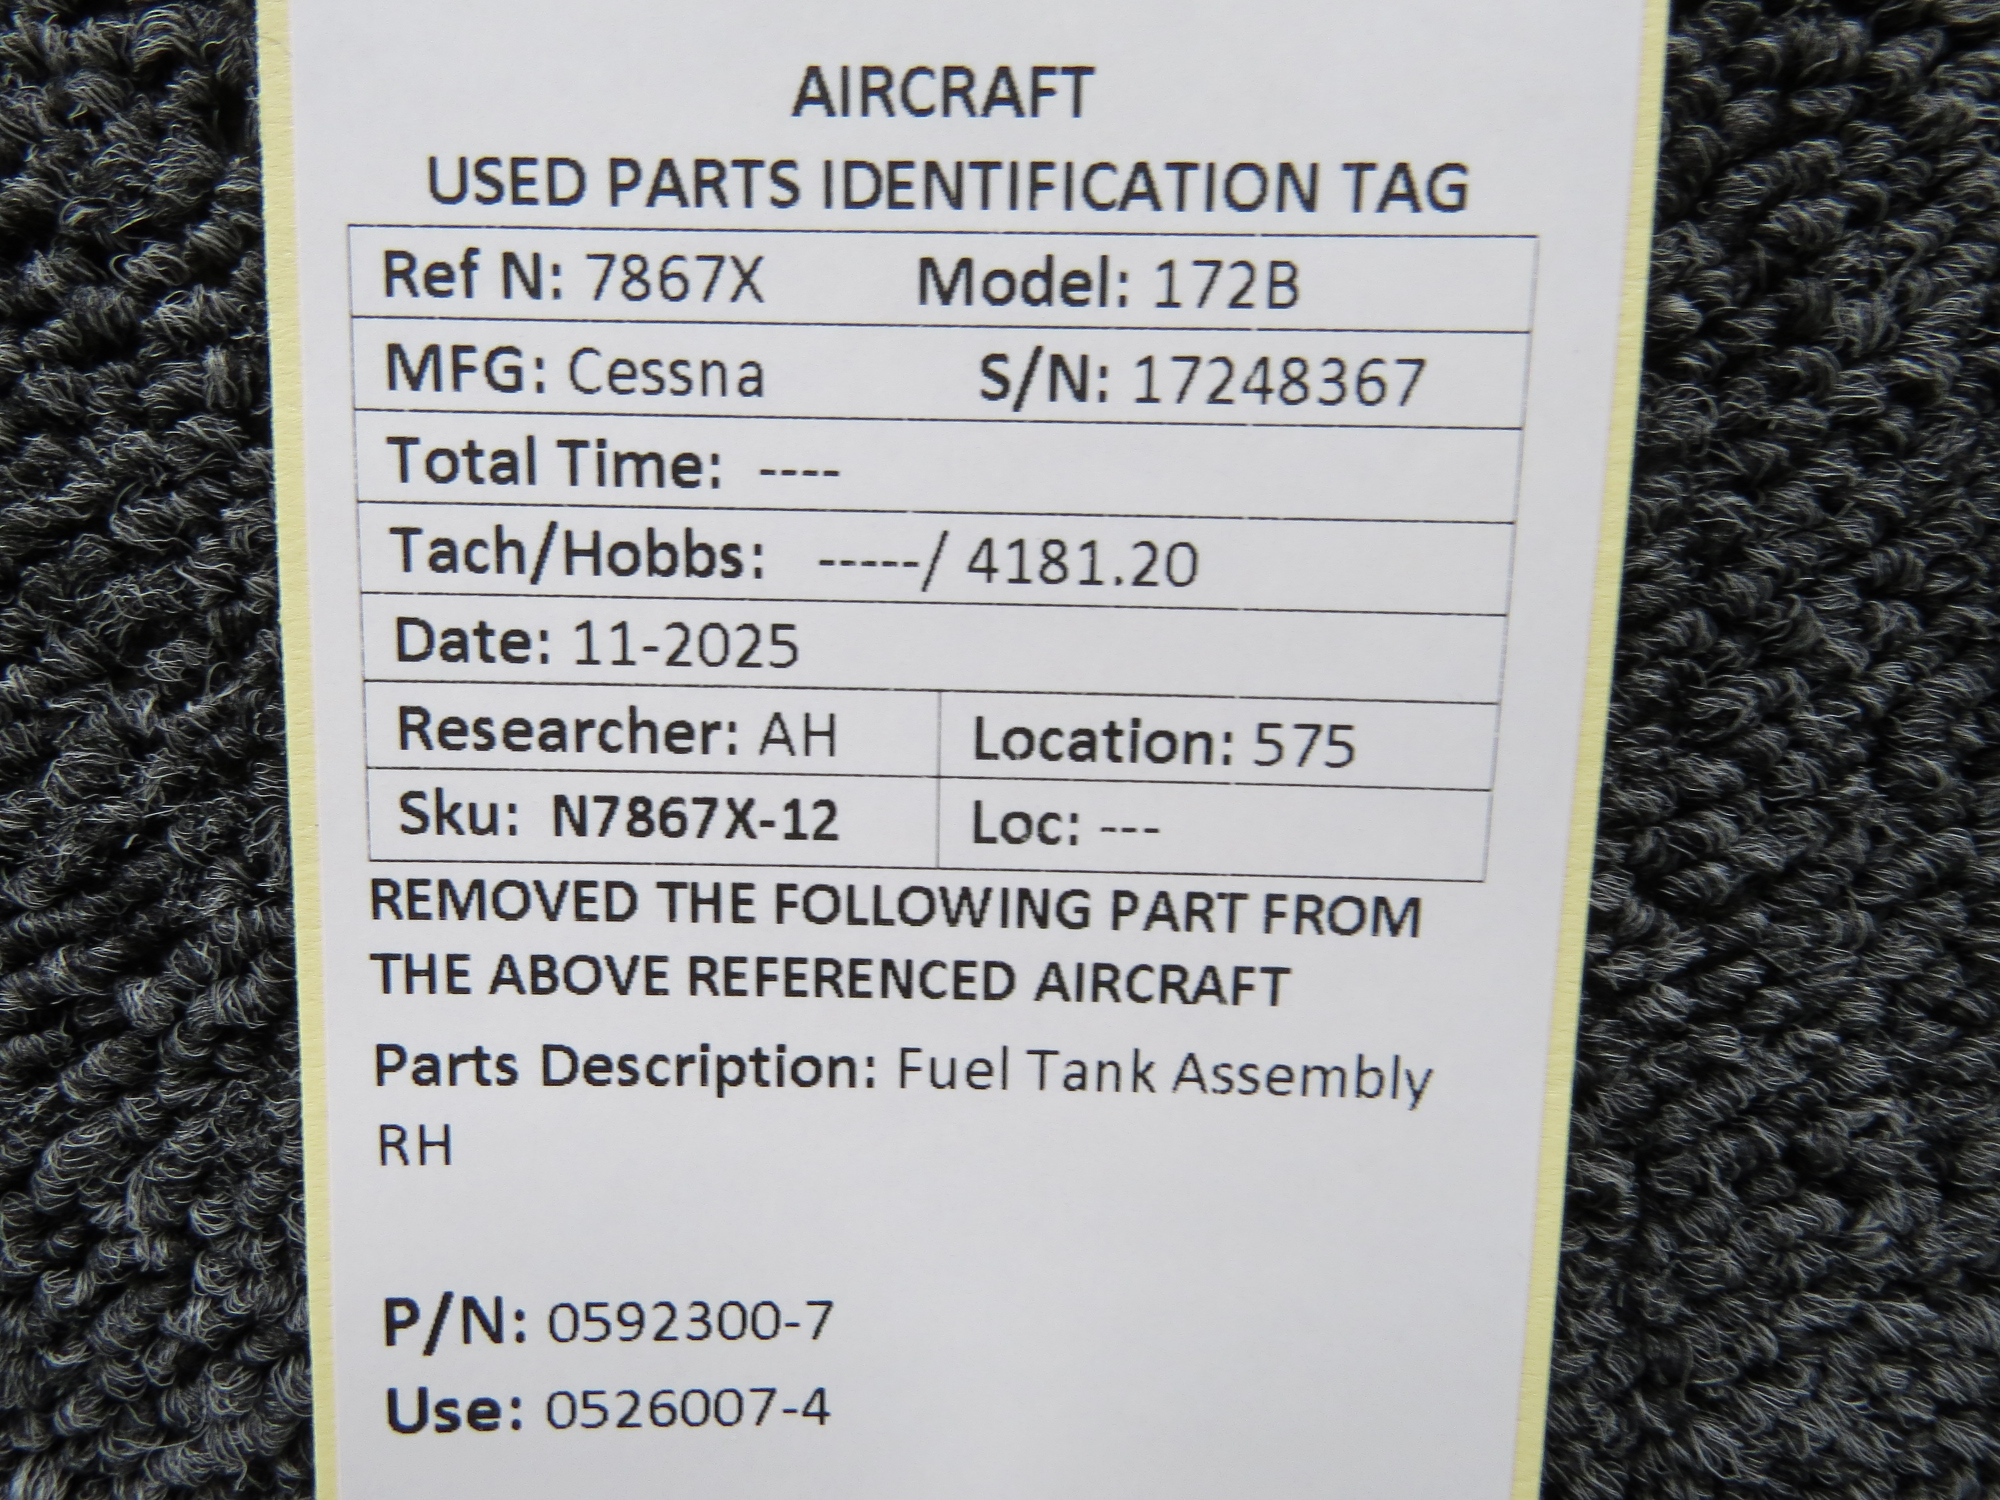 AIRCRAFT
USED PARTS IDENTIFICATION TAG
Ref N: 7867X Model: 172B
MFG: Cessna S/N: 17248367
Total Time: ----
Tach/Hobbs: -----/ 4181.20
Date: 11-2025
Researcher: AH Location: 575
Sku: N7867X-12 Loc: ---
REMOVED THE FOLLOWING PART FROM
THE ABOVE REFERENCED AIRCRAFT
Parts Description: Fuel Tank Assembly
RH
P/N: 0592300-7
Use: 0526007-4